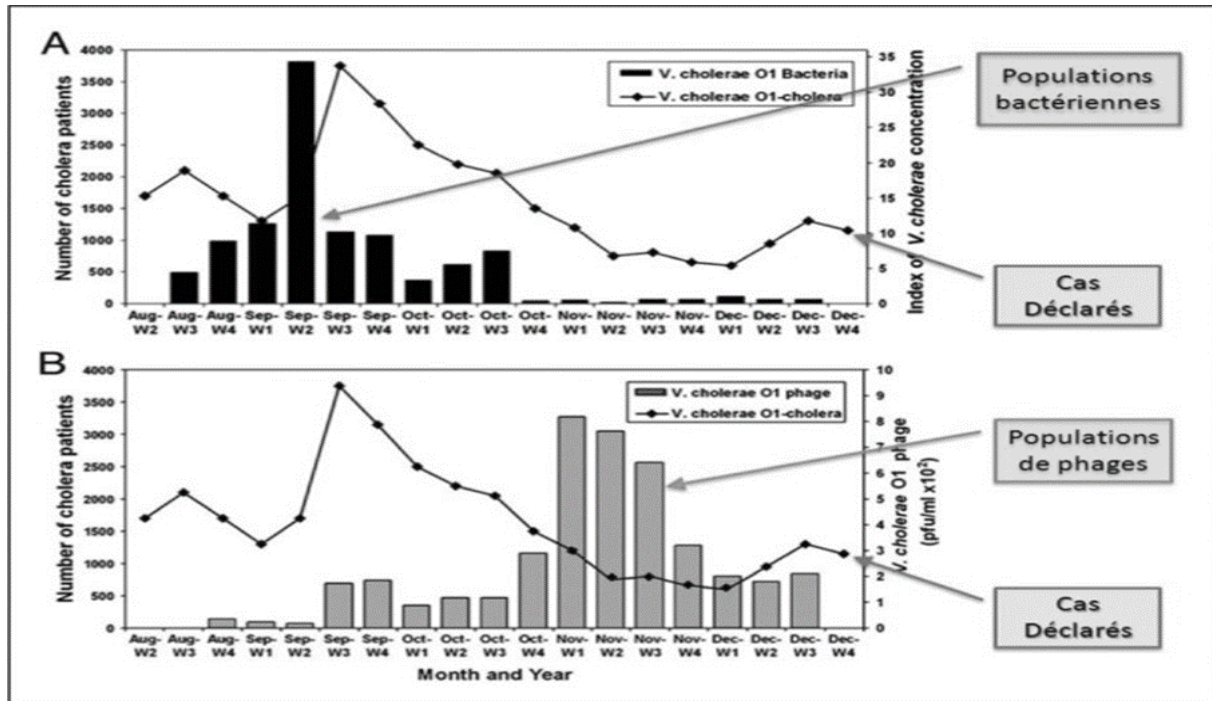 A
Number of cholera patients
4000
3500
3000
2500
2000
1500
1000
500
0
V. cholerae O1 Bacteria
V. cholerae O1-cholera
35
30
25
20
15
10
5
0
Index of V. cholerae concentration
Aug- Aug- Aug- Sep- Sep- Sep- Sep- Oct- Oct- Oct- Oct- Nov- Nov- Nov- Nov- Dec- Dec- Dec- Dec-
W2 W3 W4 W1 W2 W3 W4 W1 W2 W3 W4 W1 W2 W3 W4 W1 W2 W3 W4
Populations
bactériennes
Cas
Déclarés
B
Number of cholera patients
4000
3500
3000
2500
2000
1500
1000
500
0
V. cholerae O1 phage
V. cholerae O1-cholera
10
9
8
7
6
5
4
3
2
1
0
V. cholerae O1 phage
(pfu/ml x10²)
Aug- Aug- Aug- Sep- Sep- Sep- Sep- Oct- Oct- Oct- Oct- Nov- Nov- Nov- Nov- Dec- Dec- Dec- Dec-
W2 W3 W4 W1 W2 W3 W4 W1 W2 W3 W4 W1 W2 W3 W4 W1 W2 W3 W4
Month and Year
Populations
de phages
Cas
Déclarés